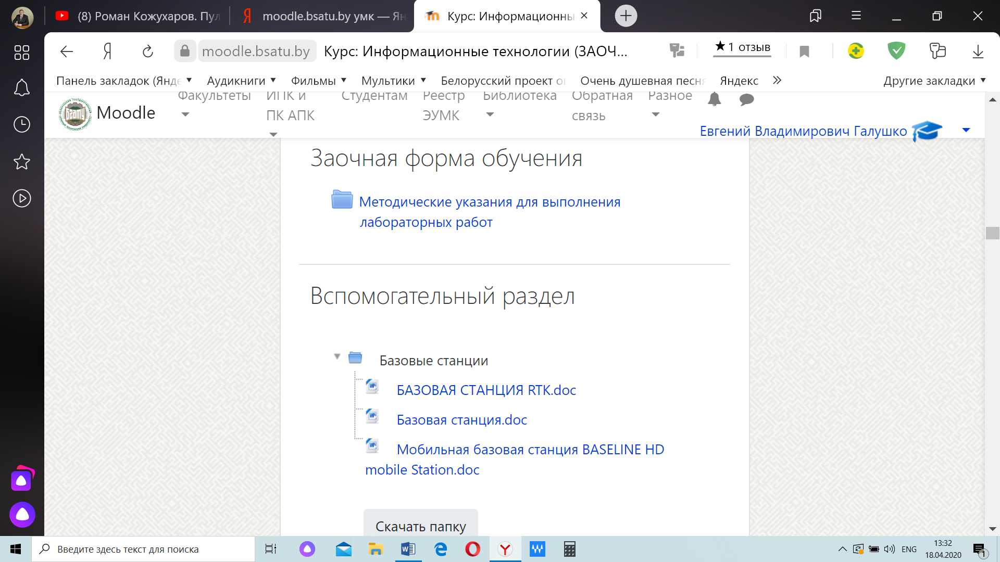 (8) Роман Кожухаров. Пул
moodle.bsatu.by умк — Ян
Курс: Информационны
moodle.bsatu.by
Курс: Информационные технологии (ЗАОЧ...
★ 1 отзыв
Панель закладок (Янде
Аудикниги
Фильмы
Мультики
Белорусский проект
Очень душевная песня
Яндекс
Другие закладки
Moodle
Факультеты
ИПК и
ПК АПК
Студентам
Реестр
ЭУМК
Библиотека
Обратная
связь
Разное
Евгений Владимирович Галушко
Заочная форма обучения
Методические указания для выполнения
лабораторных работ
Вспомогательный раздел
Базовые станции
БАЗОВАЯ СТАНЦИЯ RTK.doc
Базовая станция.doc
Мобильная базовая станция BASELINE HD
mobile Station.doc
Скачать папку
Введите здесь текст для поиска
ENG
13:32
18.04.2020
1